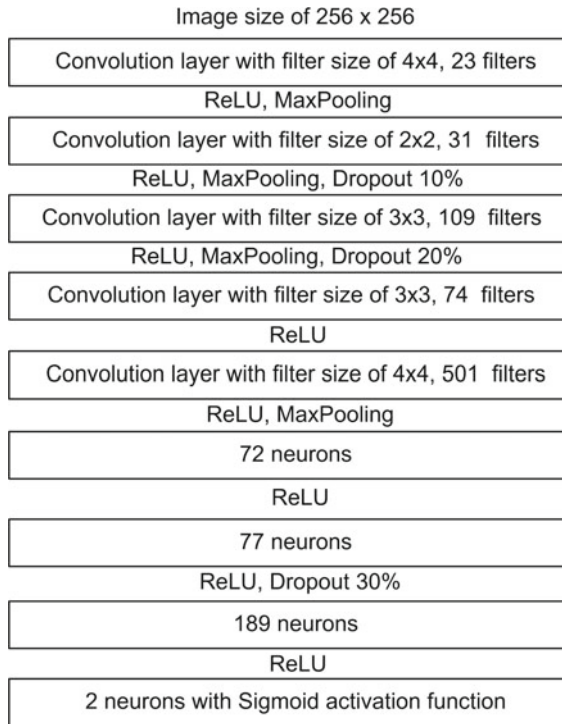 Image size of 256 x 256
Convolution layer with filter size of 4x4, 23 filters
ReLU, MaxPooling
Convolution layer with filter size of 2x2, 31 filters
ReLU, MaxPooling, Dropout 10%
Convolution layer with filter size of 3x3, 109 filters
ReLU, MaxPooling, Dropout 20%
Convolution layer with filter size of 3x3, 74 filters
ReLU
Convolution layer with filter size of 4x4, 501 filters
ReLU, MaxPooling
72 neurons
ReLU
77 neurons
ReLU, Dropout 30%
189 neurons
ReLU
2 neurons with Sigmoid activation function